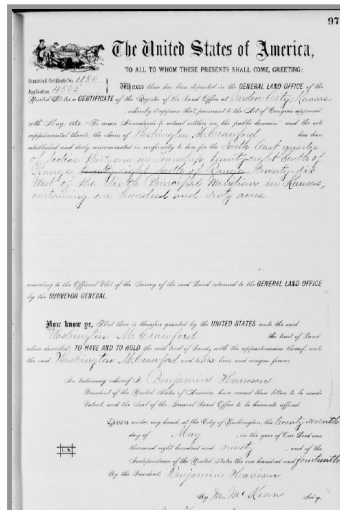 97
The United States of America,
TO ALL TO WHOM THESE PRESENTS SHALL COME, GREETING:
Homestead Certificate No. 1180
Application 4505
Whereas there has been deposited in the GENERAL LAND OFFICE of the
United States a CERTIFICATE of the Register of the Land Office at Garden City, Kansas,
whereby it appears that, pursuant to the Act of Congress approved
20th May, 1862, "To secure Homesteads to actual settlers on the public domain," and the acts
supplemental thereto, the claim of Washington M. Crawford has been
established and duly consummated in conformity to law for the South East quarter
of Section thirty one in Township twenty-eight South of
Range twenty eight South of Range twenty-six
West of the Sixth Principal Meridian in Kansas,
containing one hundred and sixty acres
according to the Official Plat of the Survey of the said Land returned to the GENERAL LAND OFFICE
by the SURVEYOR GENERAL
Now know ye, That there is therefore granted by the UNITED STATES unto the said
Washington M. Crawford the tract of Land
above described, TO HAVE AND TO HOLD the said tract of Land, with the appurtenances thereof, unto
the said Washington M. Crawford and to his heirs and assigns forever.
In testimony whereof I, Benjamin Harrison
President of the United States of America, have caused these letters to be made
Patent, and the Seal of the General Land Office to be hereunto affixed.
Given under my hand, at the City of Washington, the twenty seventh
day of May, in the year of Our Lord one
thousand eight hundred and ninety, and of the
Independence of the United States the one hundred and fourteenth
L.S.
By the President: Benjamin Harrison
By M. McKean Sec'y.